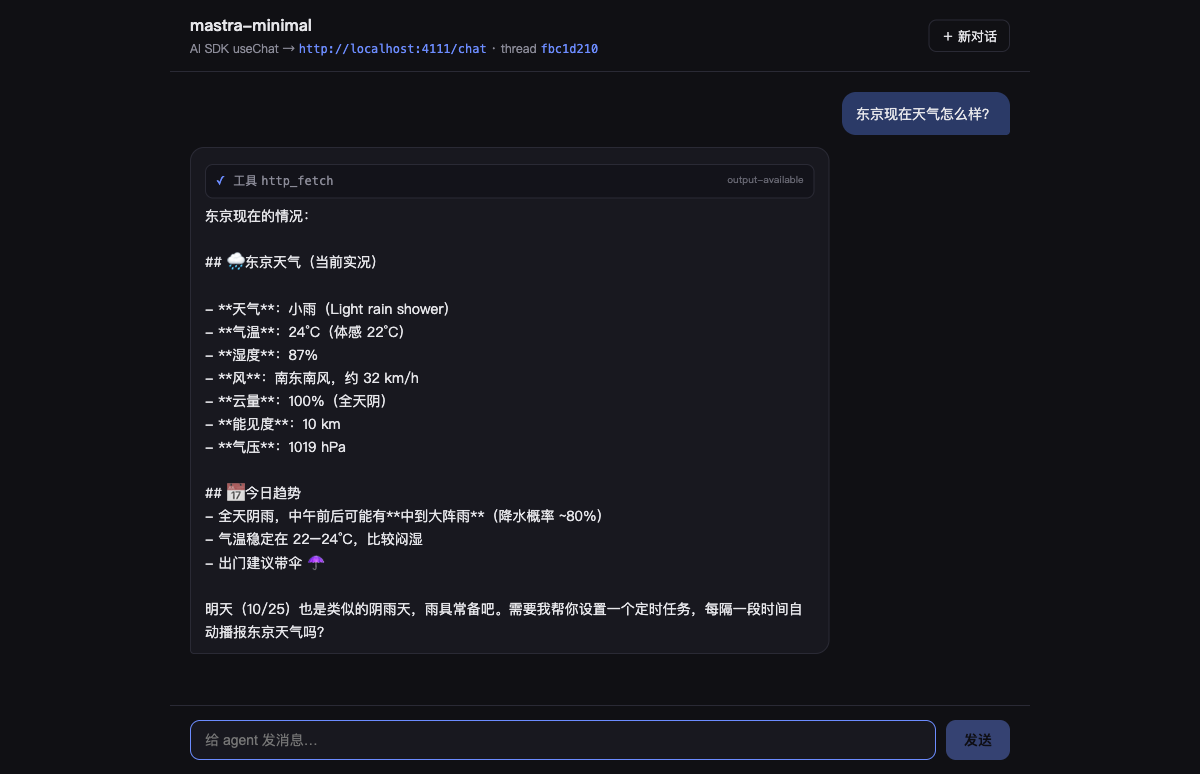 mastra-minimal
AI SDK useChat → http://localhost:4111/chat · thread fbc1d210
+ 新对话
东京现在天气怎么样?
✓ 工具 http_fetch
output-available
东京现在的情况：
## 🌧️东京天气（当前实况）
- **天气**：小雨（Light rain shower）
- **气温**：24°C（体感 22°C）
- **湿度**：87%
- **风**：南东南风，约 32 km/h
- **云量**：100%（全天阴）
- **能见度**：10 km
- **气压**：1019 hPa
## 📅今日趋势
- 全天阴雨，中午前后可能有**中到大阵雨**（降水概率 ~80%）
- 气温稳定在 22–24°C，比较闷湿
- 出门建议带伞 ☂️
明天（10/25）也是类似的阴雨天，雨具常备吧。需要我帮你设置一个定时任务，每隔一段时间自
动播报东京天气吗?
给 agent 发消息…
发送